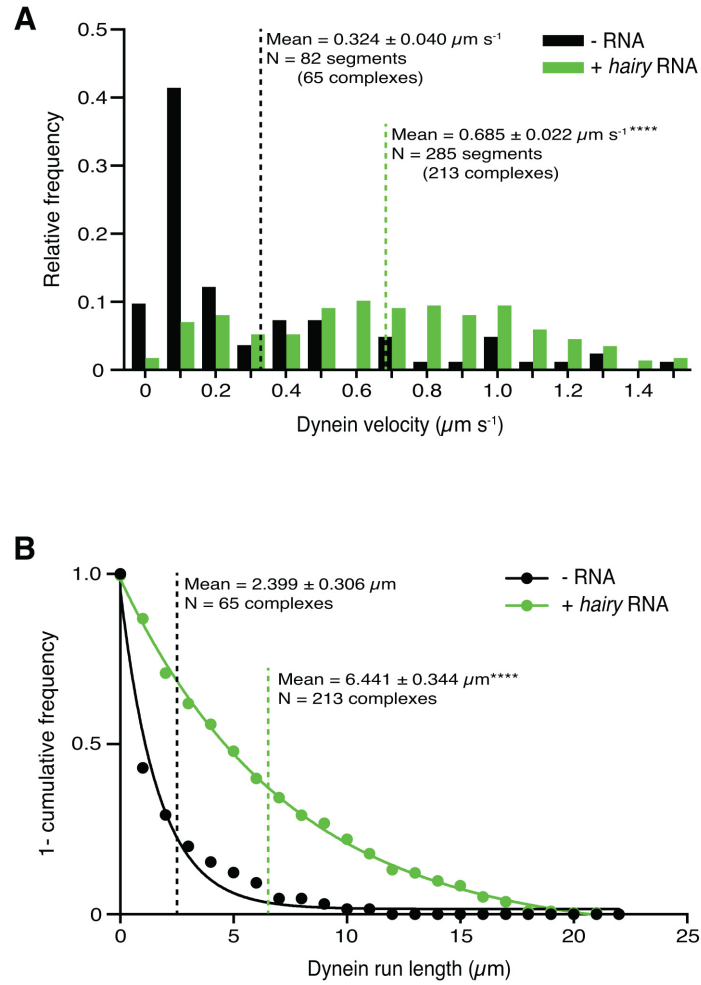 A
0.5
0.4
0.3
0.2
0.1
0
Relative frequency
Mean = 0.324 ± 0.040 µm s-1
N = 82 segments
(65 complexes)
- RNA
+ hairy RNA
Mean = 0.685 ± 0.022 µm s-1****
N = 285 segments
(213 complexes)
0 0.2 0.4 0.6 0.8 1.0 1.2 1.4
Dynein velocity (µm s-1)
B
1.0
0.5
0
1- cumulative frequency
Mean = 2.399 ± 0.306 µm
N = 65 complexes
- RNA
+ hairy RNA
Mean = 6.441 ± 0.344 µm****
N = 213 complexes
0 5 10 15 20 25
Dynein run length (µm)